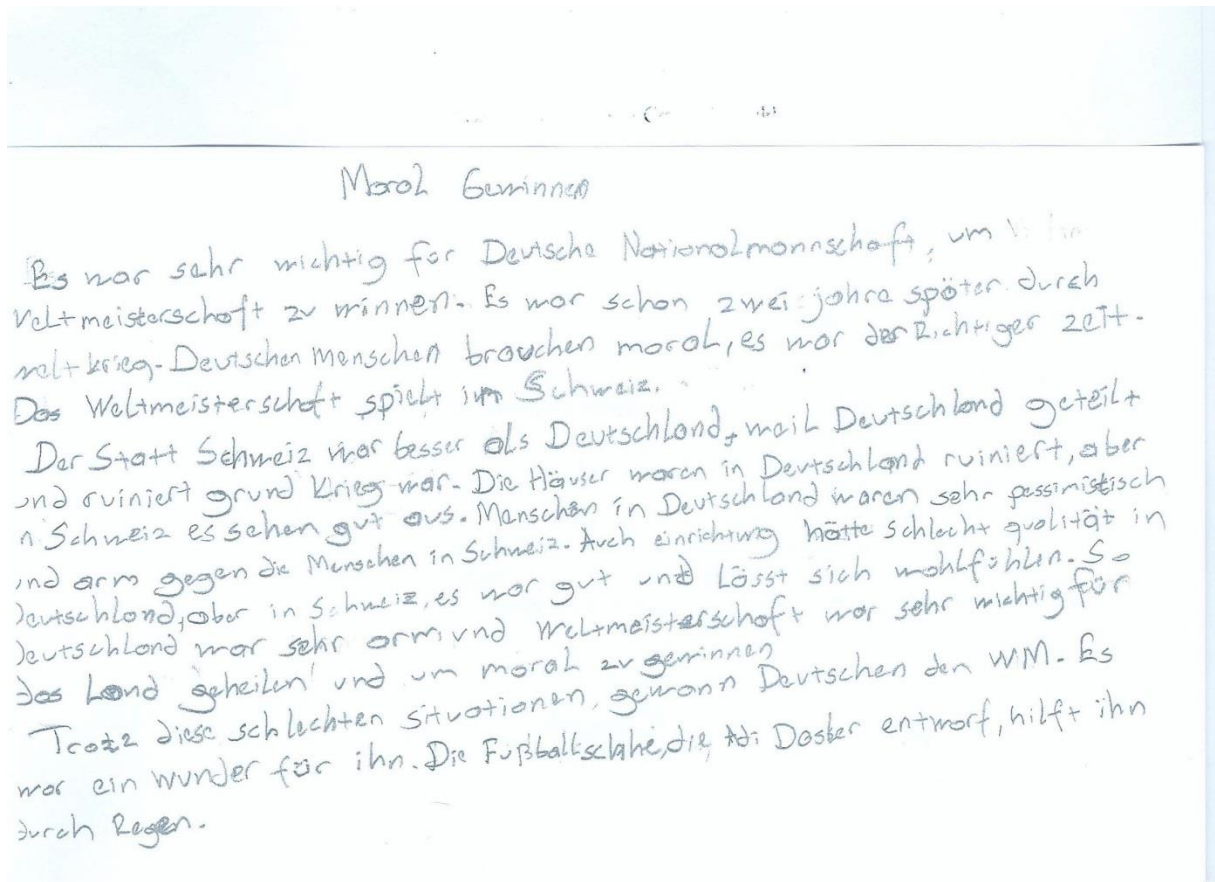 Moral Gewinnen
Es war sehr wichtig für Deutsche Nationalmannschaft, um
Weltmeisterschaft zu winnen. Es war schon zwei jahre später durch
weltkrieg. Deutschen Menschen brauchen moral, es war der Richtiger zeit.
Das Weltmeisterschaft spielt im Schweiz.
Der Statt Schweiz war besser als Deutschland, weil Deutschland geteilt
und ruiniert grund Krieg war. Die Häuser waren in Deutschland ruiniert, aber
n Schweiz es sehen gut aus. Menschen in Deutschland waren sehr pessimistisch
und arm gegen die Menschen in Schweiz. Auch einrichtung hätte schlecht qualität in
Deutschland, aber in Schweiz, es war gut und Lässt sich wohlfühlen. So
Deutschland war sehr arm und Weltmeisterschaft war sehr wichtig für
das Land geheilen und um moral zu gewinnen
Trotz diese schlechten situationen, gewann Deutschen den WM. Es
war ein wunder für ihn. Die Fußballschahe, die Adi Dasler entwarf, hilft ihn
durch Regen.